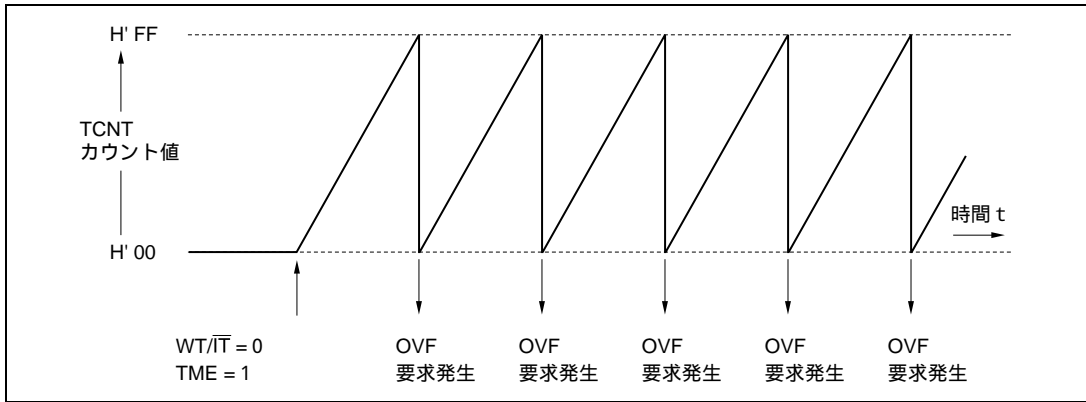 H' FF
TCNT
カウント値
H' 00
時間 t
WT/I̅T̅ = 0
TME = 1
OVF
要求発生
OVF
要求発生
OVF
要求発生
OVF
要求発生
OVF
要求発生